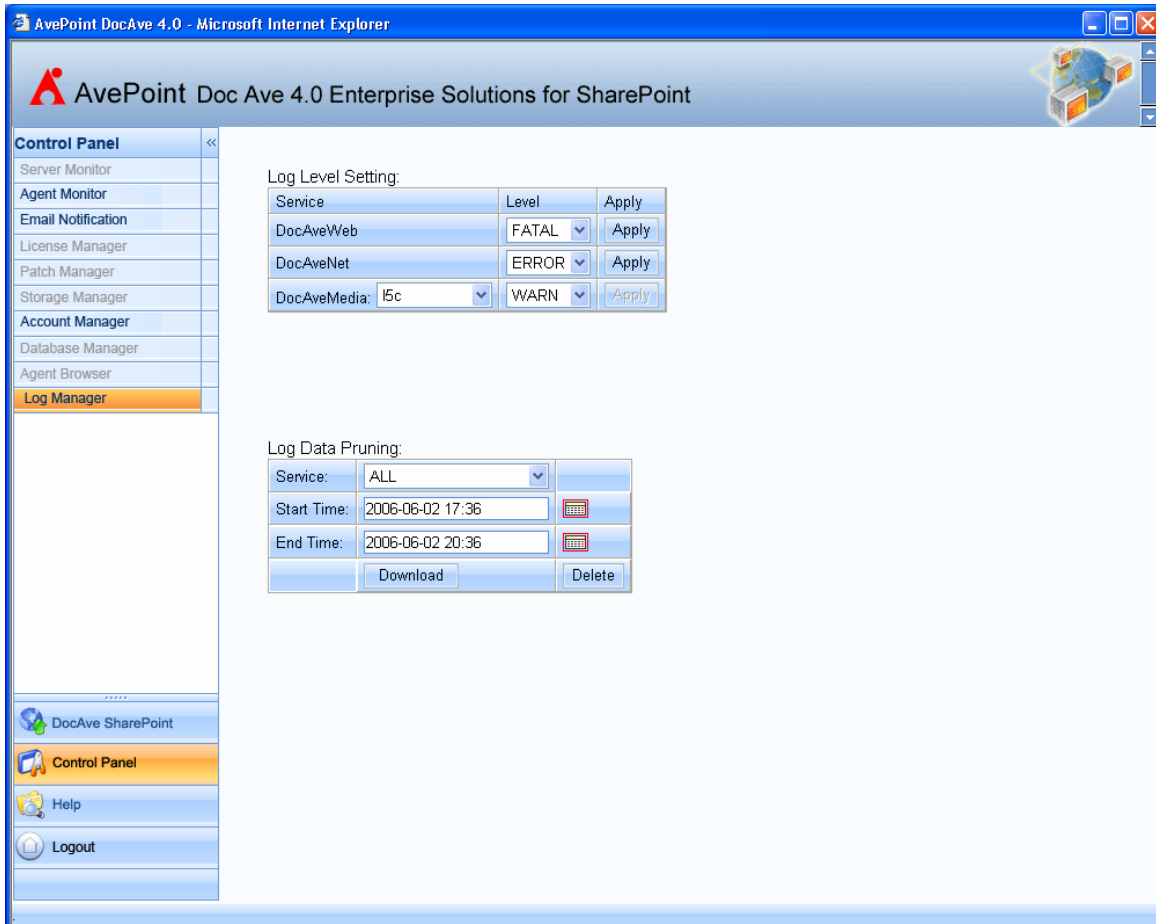 AvePoint DocAve 4.0 - Microsoft Internet Explorer
AvePoint Doc Ave 4.0 Enterprise Solutions for SharePoint
Control Panel «
Server Monitor
Agent Monitor
Email Notification
License Manager
Patch Manager
Storage Manager
Account Manager
Database Manager
Agent Browser
Log Manager
Log Level Setting:
Service Level Apply
DocAveWeb FATAL Apply
DocAveNet ERROR Apply
DocAveMedia: l5c WARN Apply
Log Data Pruning:
Service: ALL
Start Time: 2006-06-02 17:36
End Time: 2006-06-02 20:36
Download Delete
DocAve SharePoint
Control Panel
Help
Logout